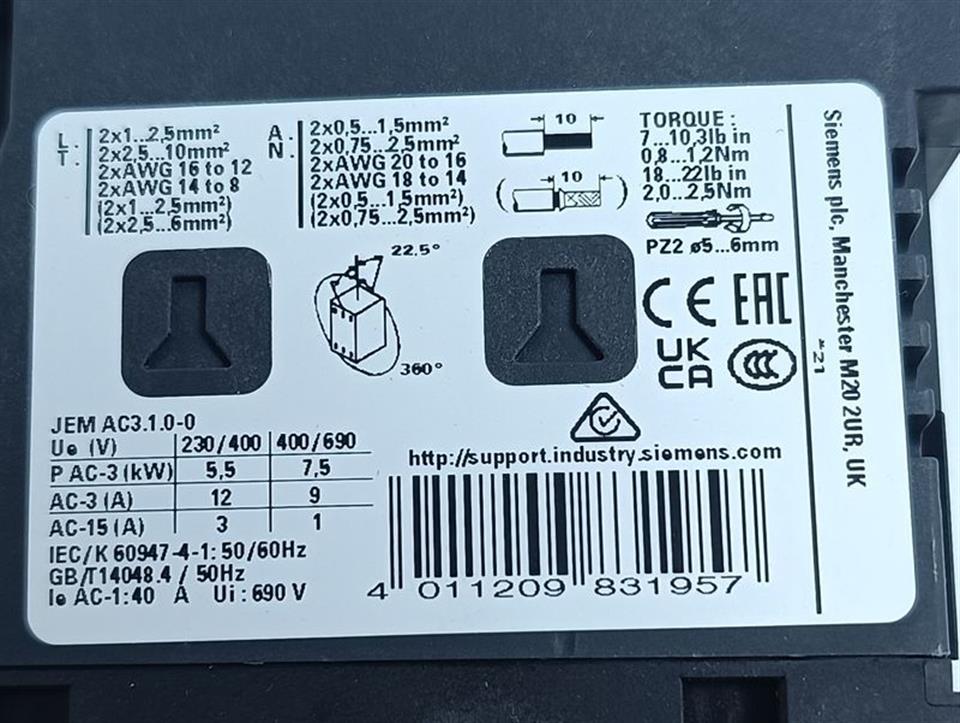 L. T.
2x1...2,5mm²
2x2,5...10mm²
2xAWG 16 to 12
2xAWG 14 to 8
(2x1...2,5mm²)
(2x2,5...6mm²)
A. N.
2x0,5...1,5mm²
2x0,75...2,5mm²
2xAWG 20 to 16
2xAWG 18 to 14
(2x0,5...1,5mm²)
(2x0,75...2,5mm²)
10
10
TORQUE :
7...10,3lb in
0,8...1,2Nm
18...22lb in
2,0...2,5Nm
PZ2 ø5...6mm
22,5°
360°
CE EAC
UK
CA
CCC
JEM AC3.1.0-0
Ue (V) 230/400 400/690
P AC-3 (kW) 5,5 7,5
AC-3 (A) 12 9
AC-15 (A) 3 1
IEC/K 60947-4-1: 50/60Hz
GB/T14048.4 / 50Hz
Ie AC-1:40 A Ui : 690 V
http://support.industry.siemens.com
4 011209 831957
Siemens plc, Manchester M20 2UR, UK
*21